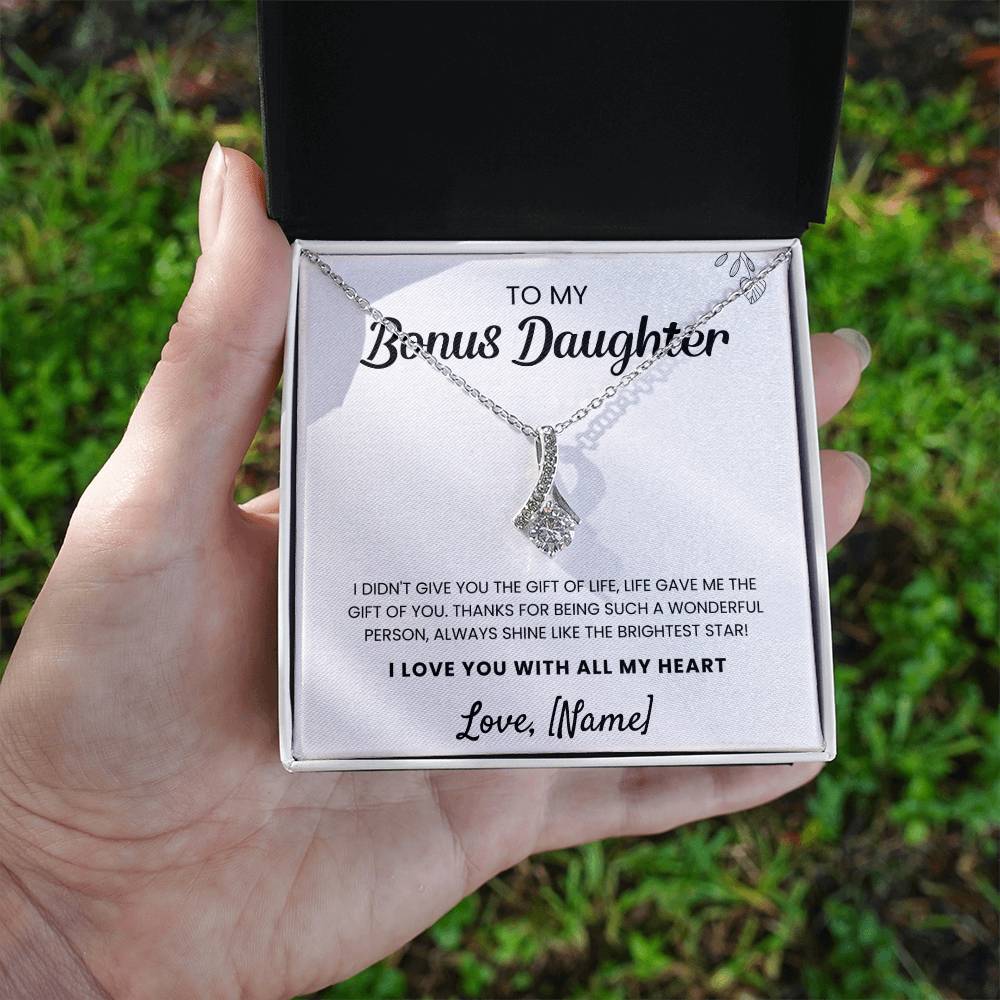 TO MY
Bonus Daughter
I DIDN'T GIVE YOU THE GIFT OF LIFE, LIFE GAVE ME THE
GIFT OF YOU. THANKS FOR BEING SUCH A WONDERFUL
PERSON, ALWAYS SHINE LIKE THE BRIGHTEST STAR!
I LOVE YOU WITH ALL MY HEART
Love, [Name]